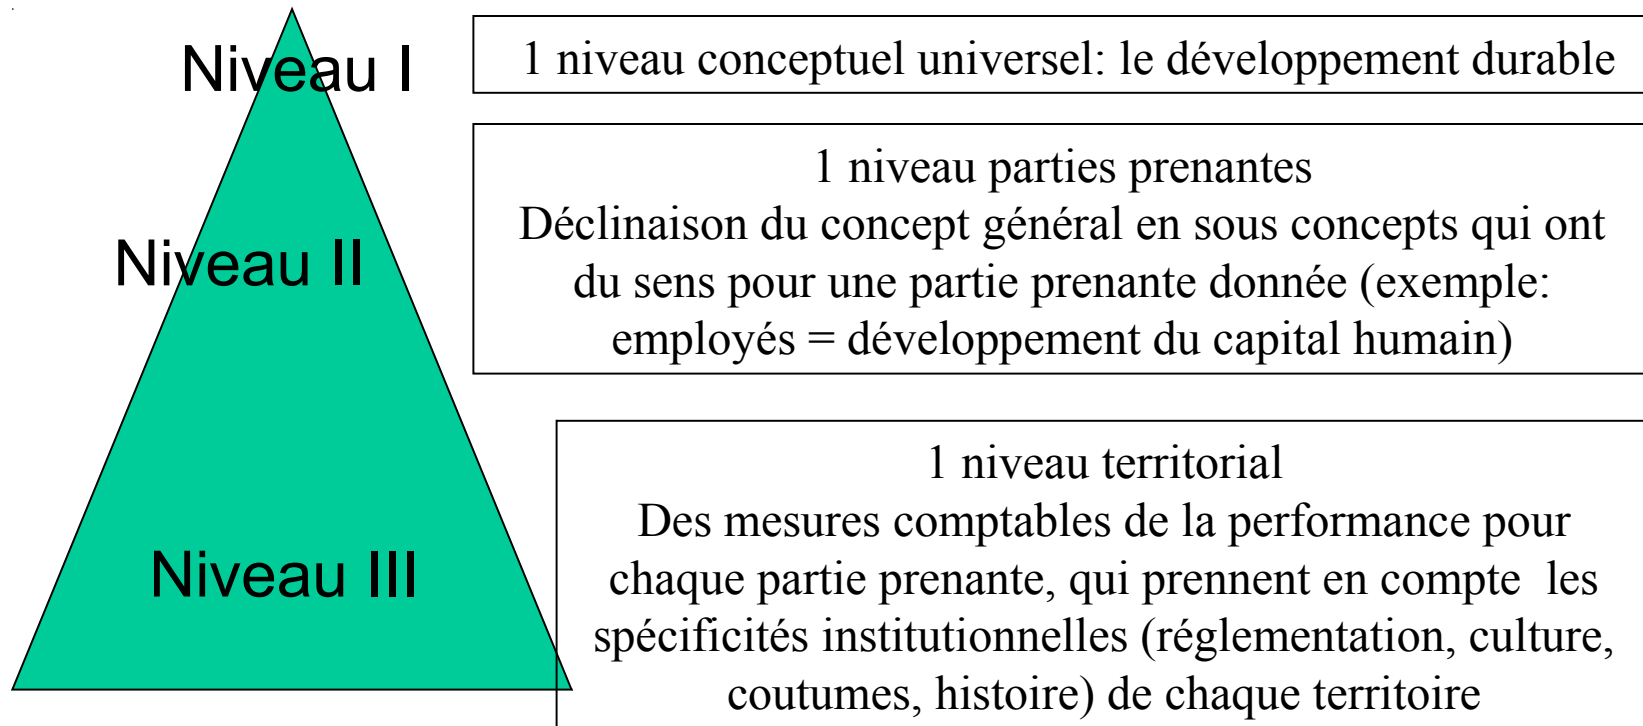 Niveau I
1 niveau conceptuel universel: le développement durable
Niveau II
1 niveau parties prenantes
Déclinaison du concept général en sous concepts qui ont
du sens pour une partie prenante donnée (exemple:
employés = développement du capital humain)
Niveau III
1 niveau territorial
Des mesures comptables de la performance pour
chaque partie prenante, qui prennent en compte  les
spécificités institutionnelles (réglementation, culture,
coutumes, histoire) de chaque territoire